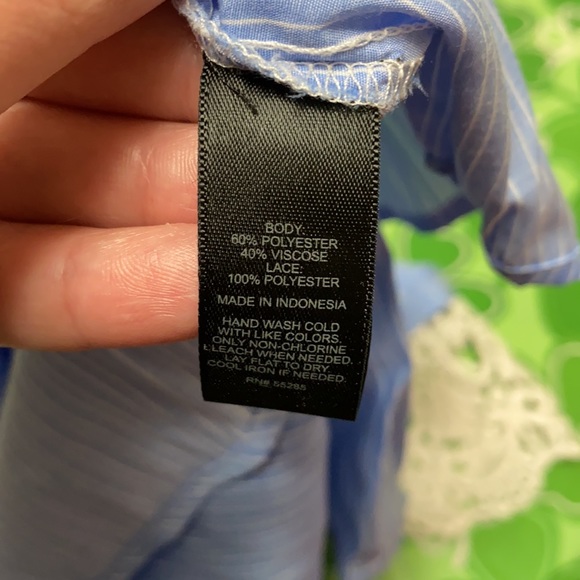 BODY:
60% POLYESTER
40% VISCOSE
LACE:
100% POLYESTER
MADE IN INDONESIA
HAND WASH COLD
WITH LIKE COLORS.
ONLY NON-CHLORINE
BLEACH WHEN NEEDED.
LAY FLAT TO DRY.
COOL IRON IF NEEDED.
RN# 55285